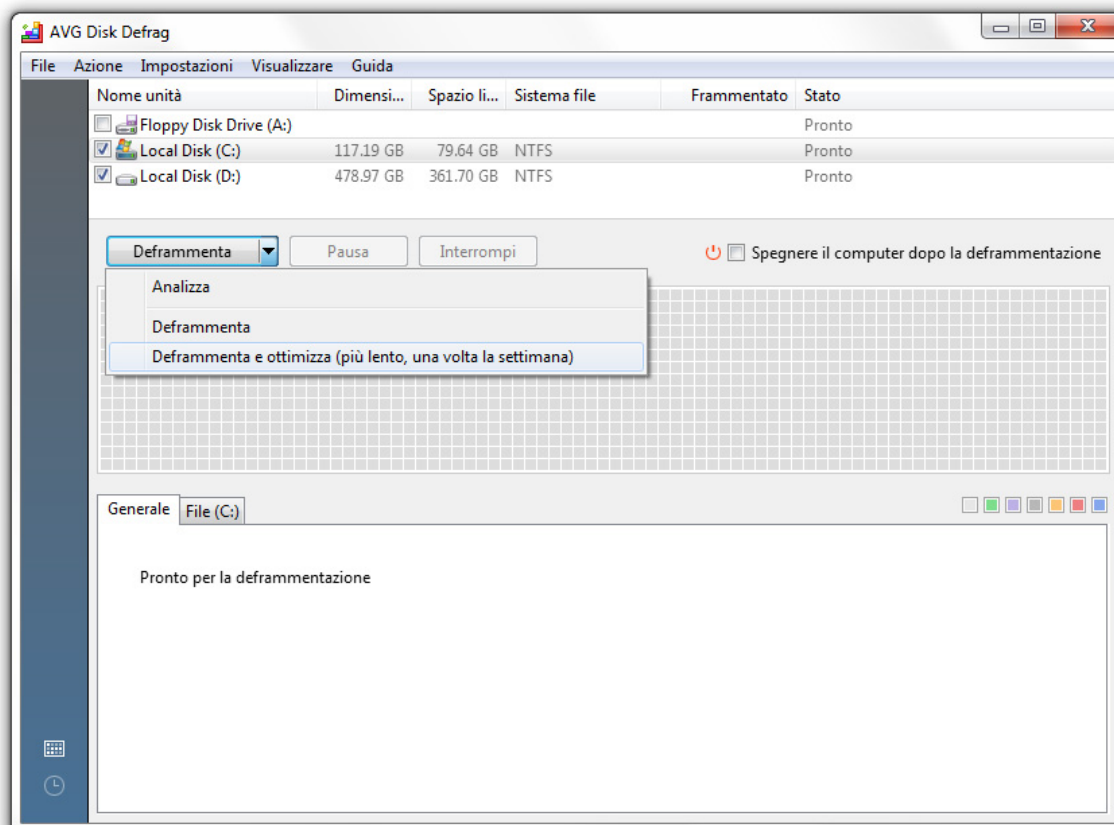 AVG Disk Defrag
File Azione Impostazioni Visualizzare Guida
Nome unità Dimensi... Spazio li... Sistema file Frammentato Stato
Floppy Disk Drive (A:) Pronto
Local Disk (C:) 117.19 GB 79.64 GB NTFS Pronto
Local Disk (D:) 478.97 GB 361.70 GB NTFS Pronto
Deframmenta Pausa Interrompi Spegnere il computer dopo la deframmentazione
Analizza
Deframmenta
Deframmenta e ottimizza (più lento, una volta la settimana)
Generale File (C:)
Pronto per la deframmentazione